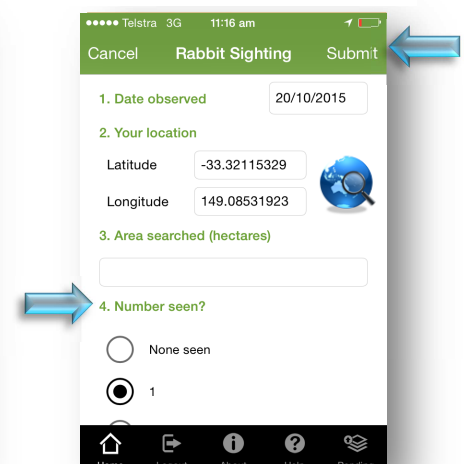 Telstra 3G 11:16 am
Cancel Rabbit Sighting Submit
1. Date observed 20/10/2015
2. Your location
Latitude -33.32115329
Longitude 149.08531923
3. Area searched (hectares)
4. Number seen?
None seen
1